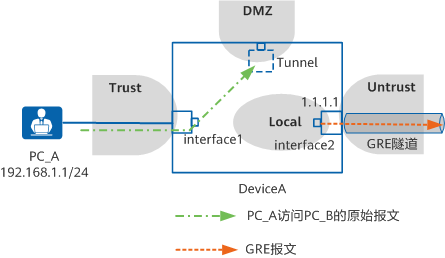 DMZ
Tunnel
Trust
Untrust
1.1.1.1
Local
interface1
interface2
GRE隧道
PC_A
192.168.1.1/24
DeviceA
PC_A访问PC_B的原始报文
GRE报文